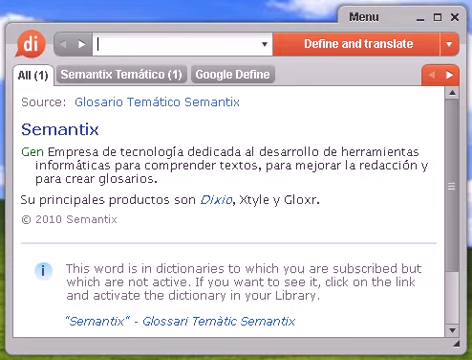 Menu
di
Define and translate
All (1) Semantix Temático (1) Google Define
Source: Glosario Temático Semantix
Semantix
Gen Empresa de tecnología dedicada al desarrollo de herramientas
informáticas para comprender textos, para mejorar la redacción y
para crear glosarios.
Su principales productos son Dixio, Xtyle y Gloxr.
© 2010 Semantix
i
This word is in dictionaries to which you are subscribed but
which are not active. If you want to see it, click on the link
and activate the dictionary in your Library.
"Semantix" - Glossari Temàtic Semantix